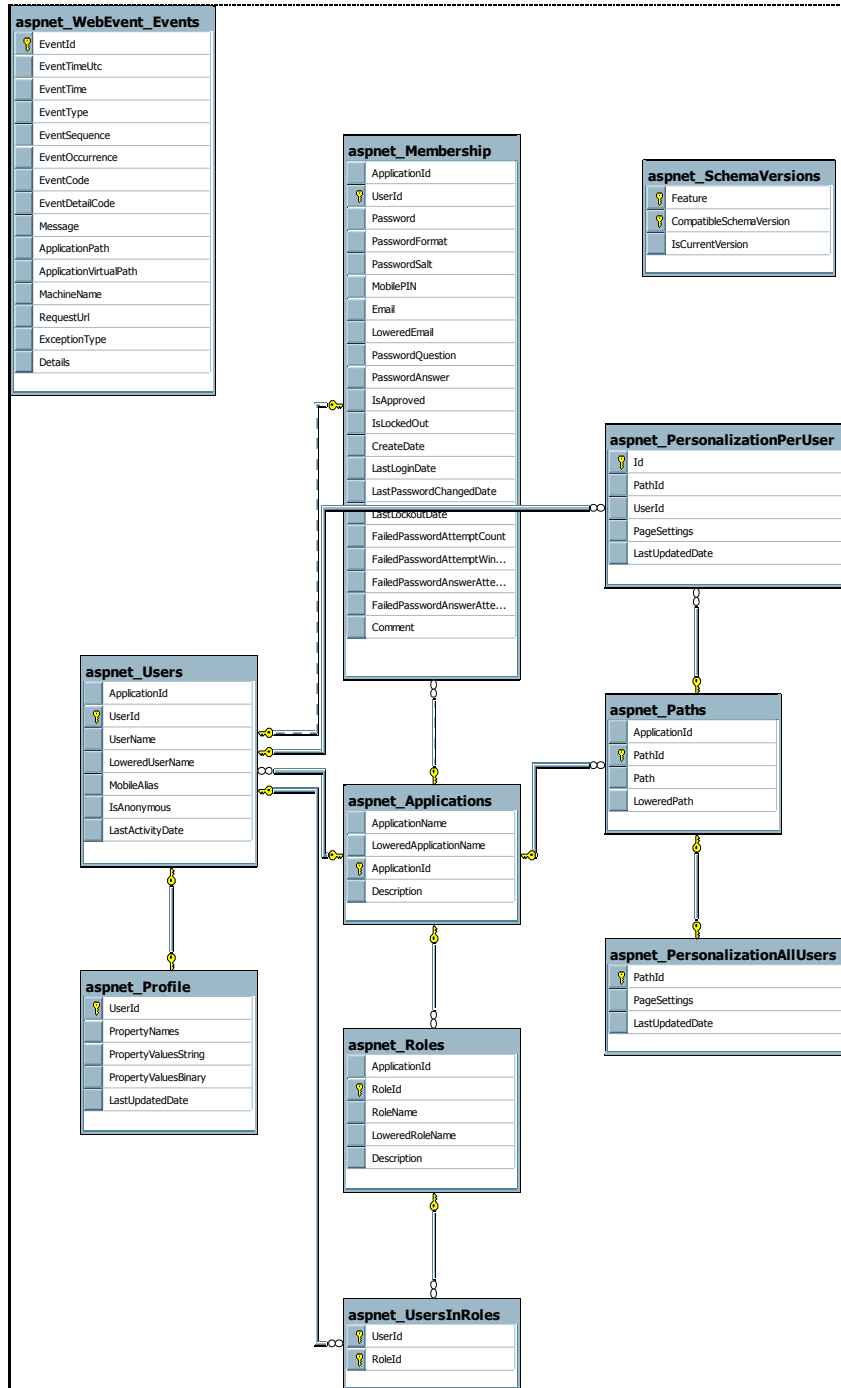 aspnet_WebEvent_Events
EventId
EventTimeUtc
EventTime
EventType
EventSequence
EventOccurrence
EventCode
EventDetailCode
Message
ApplicationPath
ApplicationVirtualPath
MachineName
RequestUrl
ExceptionType
Details
aspnet_Membership
ApplicationId
UserId
Password
PasswordFormat
PasswordSalt
MobilePIN
Email
LoweredEmail
PasswordQuestion
PasswordAnswer
IsApproved
IsLockedOut
CreateDate
LastLoginDate
LastPasswordChangedDate
LastLockoutDate
FailedPasswordAttemptCount
FailedPasswordAttemptWin...
FailedPasswordAnswerAtte...
FailedPasswordAnswerAtte...
Comment
aspnet_SchemaVersions
Feature
CompatibleSchemaVersion
IsCurrentVersion
aspnet_PersonalizationPerUser
Id
PathId
UserId
PageSettings
LastUpdatedDate
aspnet_Users
ApplicationId
UserId
UserName
LoweredUserName
MobileAlias
IsAnonymous
LastActivityDate
aspnet_Applications
ApplicationName
LoweredApplicationName
ApplicationId
Description
aspnet_Paths
ApplicationId
PathId
Path
LoweredPath
aspnet_Profile
UserId
PropertyNames
PropertyValuesString
PropertyValuesBinary
LastUpdatedDate
aspnet_Roles
ApplicationId
RoleId
RoleName
LoweredRoleName
Description
aspnet_PersonalizationAllUsers
PathId
PageSettings
LastUpdatedDate
aspnet_UsersInRoles
UserId
RoleId